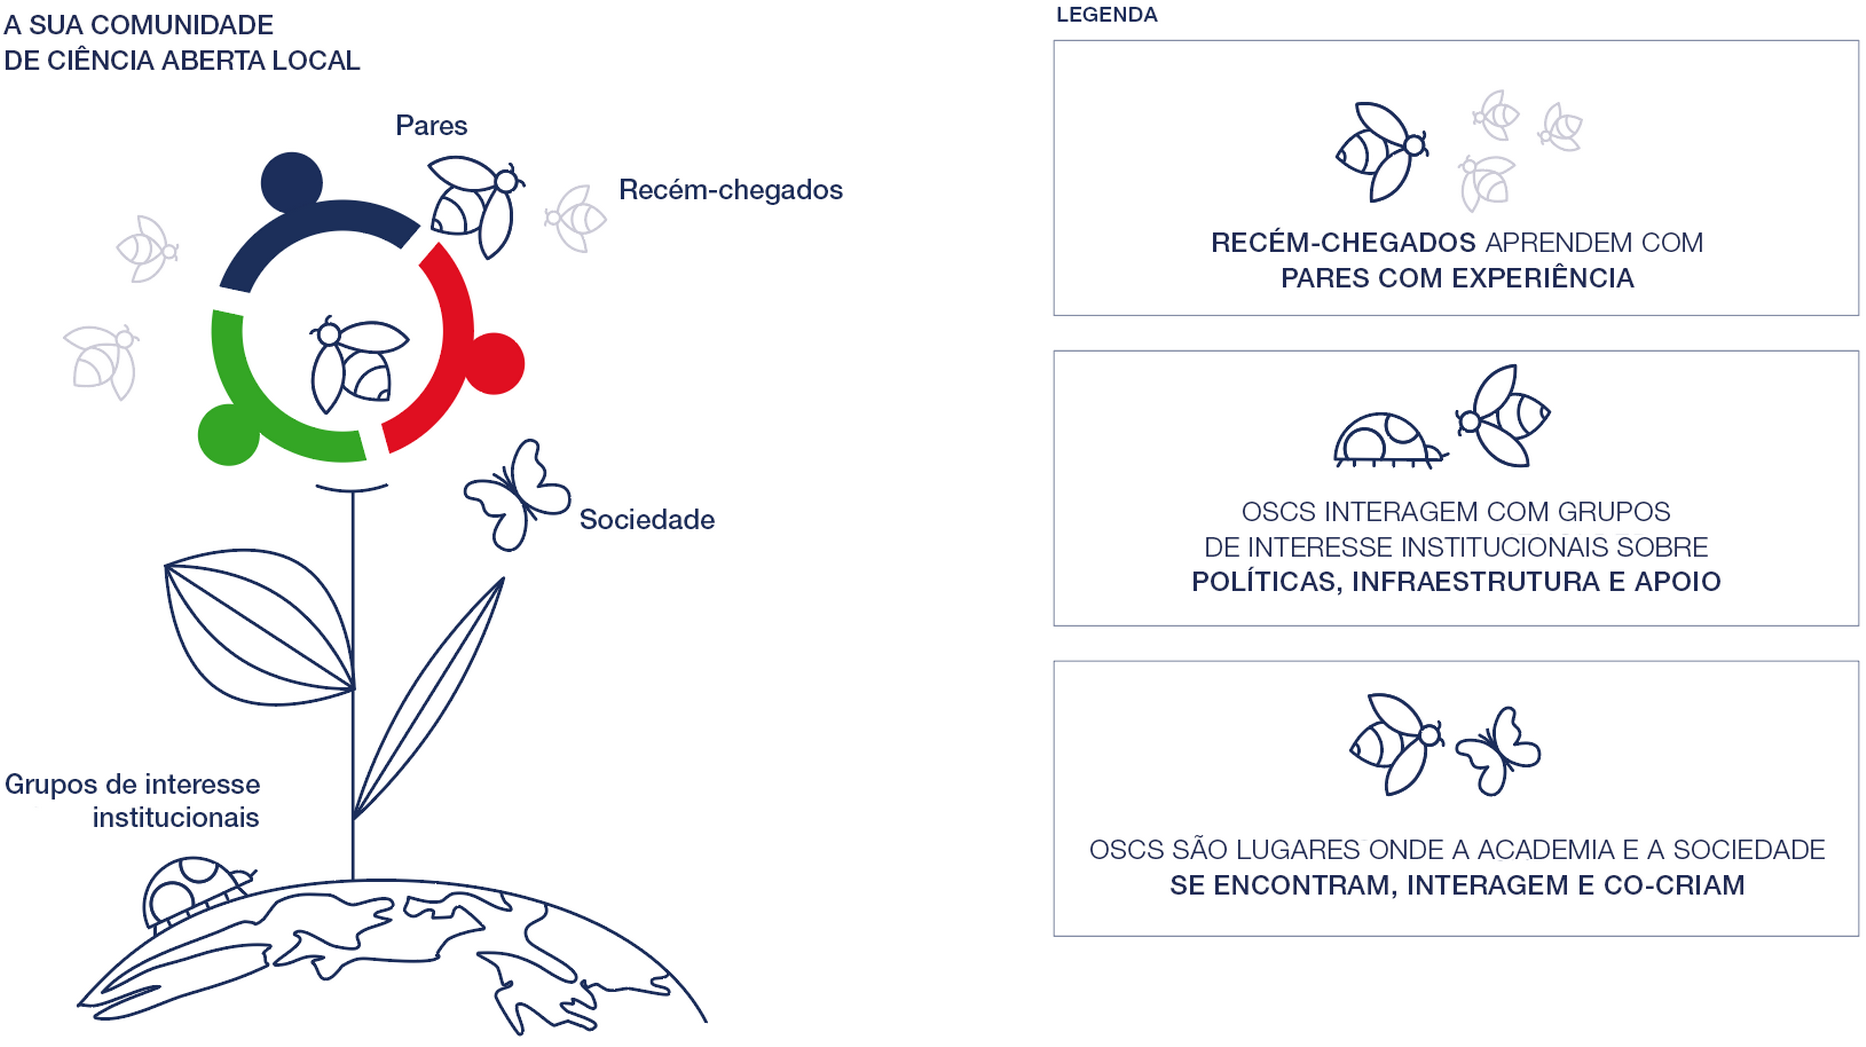 A SUA COMUNIDADE
DE CIÊNCIA ABERTA LOCAL
Pares
Recém-chegados
Sociedade
Grupos de interesse
institucionais
LEGENDA
RECÉM-CHEGADOS APRENDEM COM
PARES COM EXPERIÊNCIA
OSCS INTERAGEM COM GRUPOS
DE INTERESSE INSTITUCIONAIS SOBRE
POLÍTICAS, INFRAESTRUTURA E APOIO
OSCS SÃO LUGARES ONDE A ACADEMIA E A SOCIEDADE
SE ENCONTRAM, INTERAGEM E CO-CRIAM